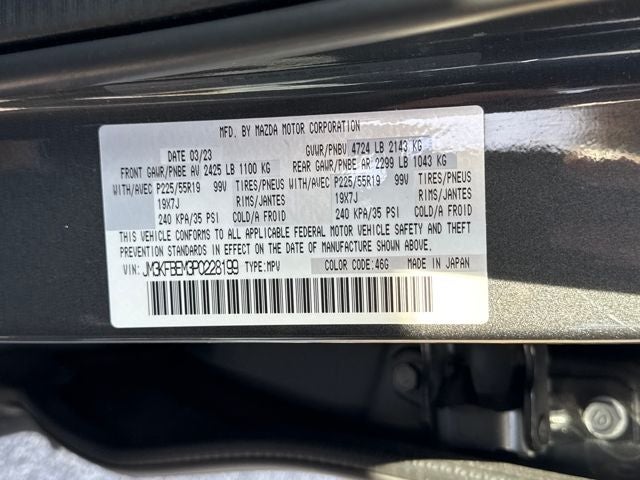 MFD. BY MAZDA MOTOR CORPORATION
DATE 03/23 GVWR/PNBV 4724 LB 2143 KG
FRONT GAWR/PNBE AV 2425 LB 1100 KG REAR GAWR/PNBE AR 2299 LB 1043 KG
WITH/AVEC P225/55R19 99V TIRES/PNEUS WITH/AVEC P225/55R19 99V TIRES/PNEUS
19X7J RIMS/JANTES 19X7J RIMS/JANTES
240 KPA/35 PSI COLD/A FROID 240 KPA/35 PSI COLD/A FROID
THIS VEHICLE CONFORMS TO ALL APPLICABLE FEDERAL MOTOR VEHICLE SAFETY AND THEFT
PREVENTION STANDARDS IN EFFECT ON THE DATE OF MANUFACTURE SHOWN ABOVE.
VIN: JM3KFBEM3P0228199 TYPE:MPV COLOR CODE:46G MADE IN JAPAN